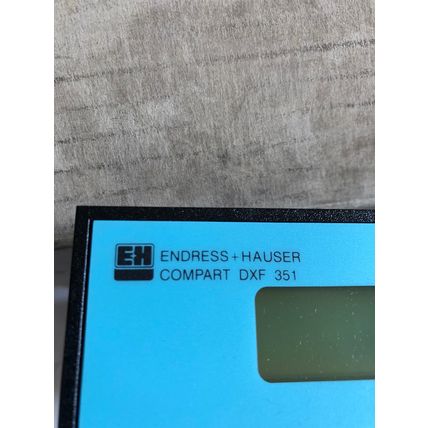 E+H ENDRESS+HAUSER
COMPART DXF 351